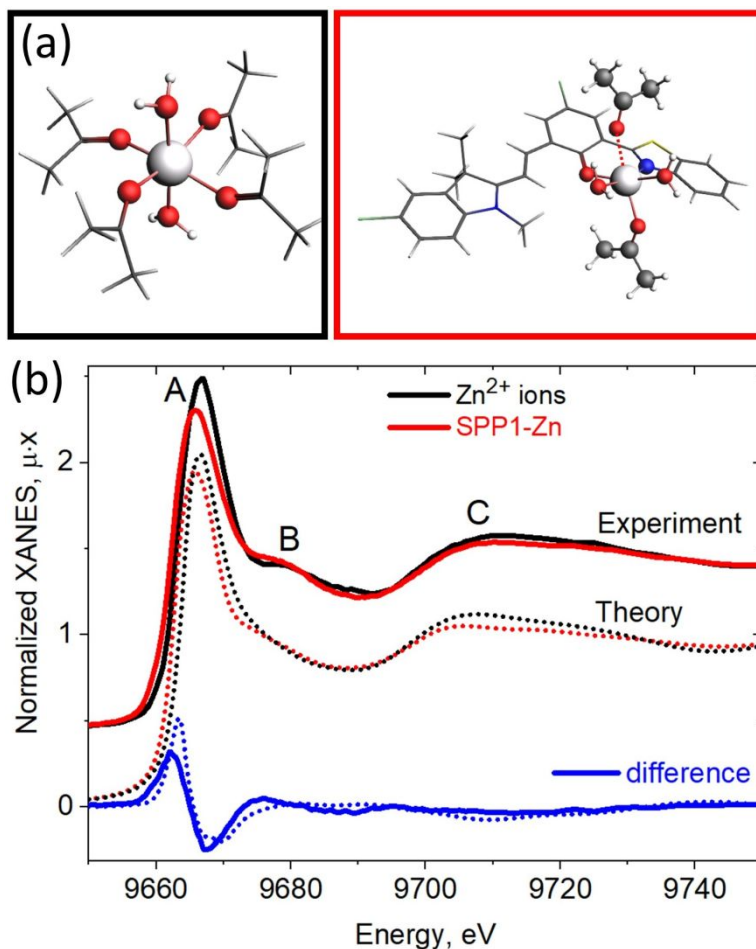 (a)
(b)
A
B
C
Zn²⁺ ions
SPP1-Zn
Experiment
Theory
difference
Normalized XANES, μ·x
2
1
0
9660 9680 9700 9720 9740
Energy, eV